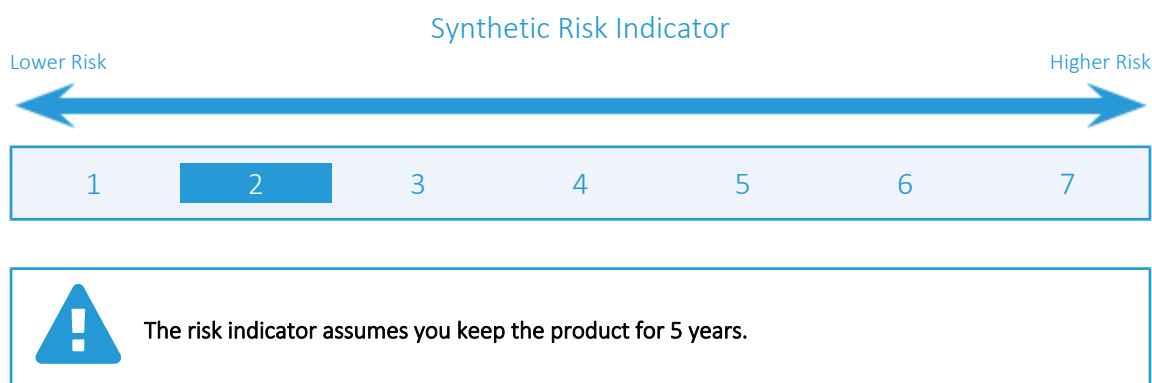 Synthetic Risk Indicator
Lower Risk Higher Risk
1 2 3 4 5 6 7
The risk indicator assumes you keep the product for 5 years.